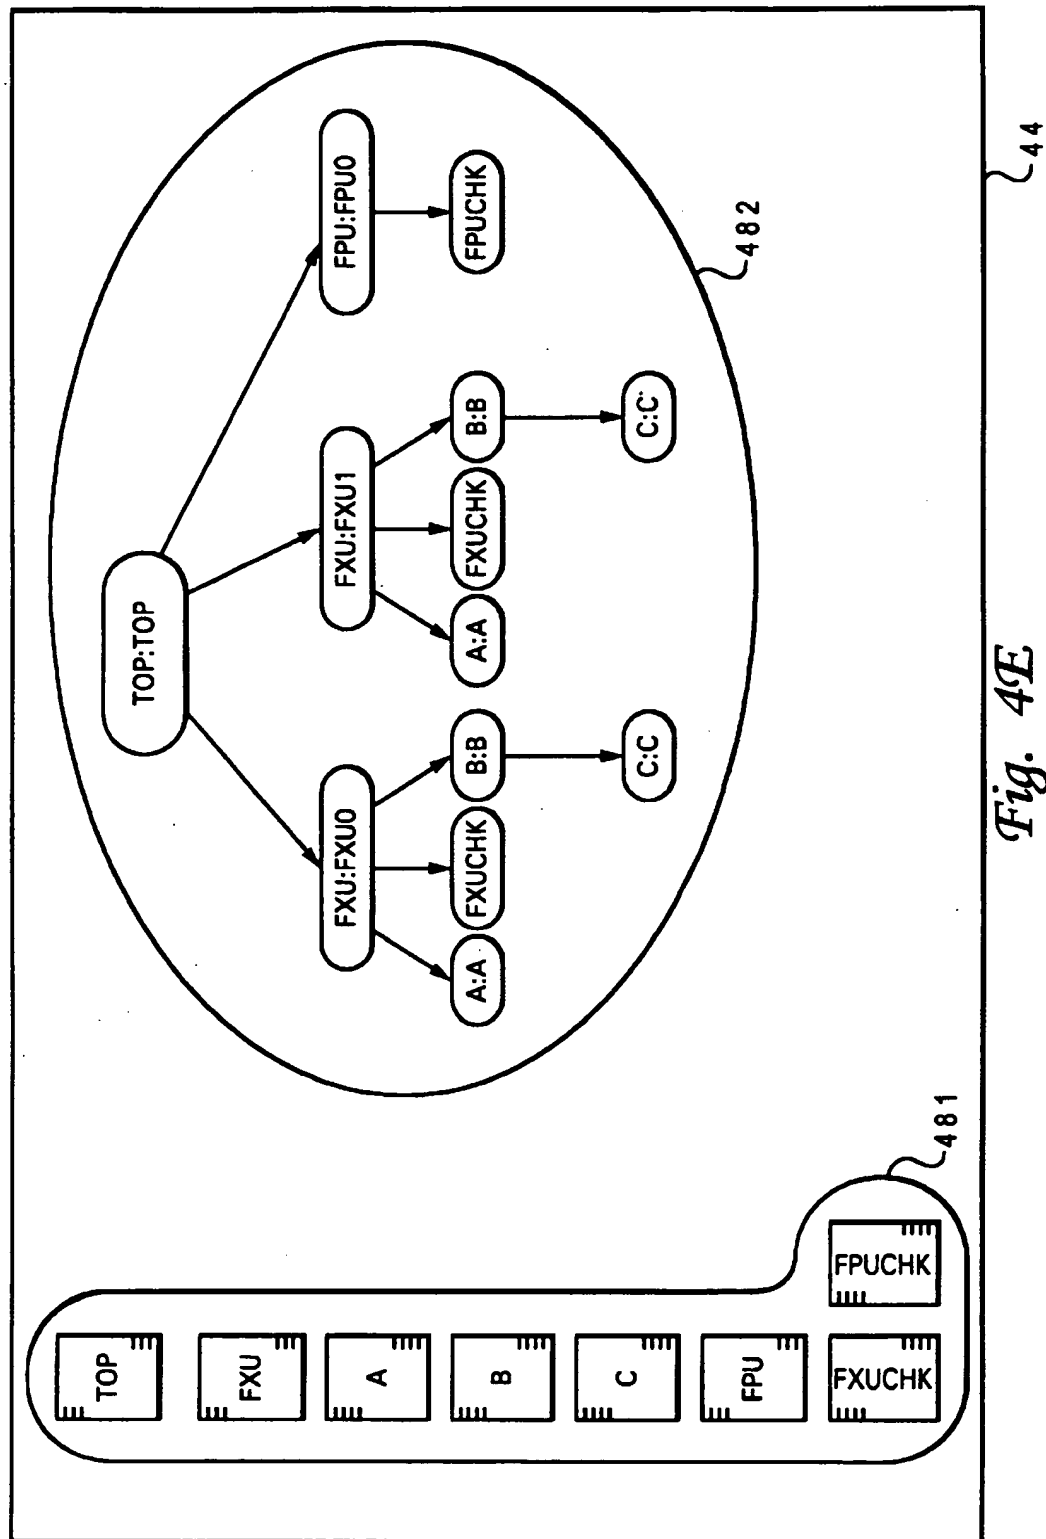 TOP
FXU
A
B
C
FPU
FXUCHK
FPUCHK
481
TOP:TOP
FXU:FXU0
FXU:FXU1
FPU:FPU0
A:A
FXUCHK
B:B
A:A
FXUCHK
B:B
FPUCHK
C:C
C:C
482
44
Fig. 4E